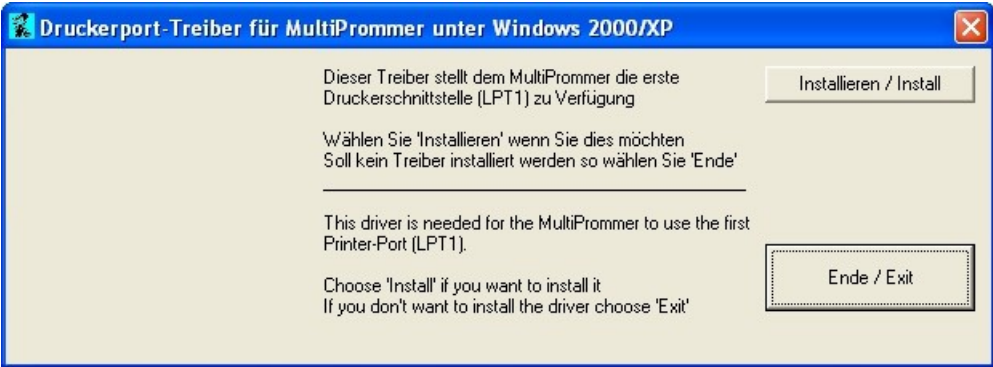 Druckerport-Treiber für MultiPrommer unter Windows 2000/XP
Dieser Treiber stellt dem MultiPrommer die erste
Druckerschnittstelle (LPT1) zu Verfügung
Wählen Sie 'Installieren' wenn Sie dies möchten
Soll kein Treiber installiert werden so wählen Sie 'Ende'
This driver is needed for the MultiPrommer to use the first
Printer-Port (LPT1).
Choose 'Install' if you want to install it
If you don't want to install the driver choose 'Exit'
Installieren / Install
Ende / Exit